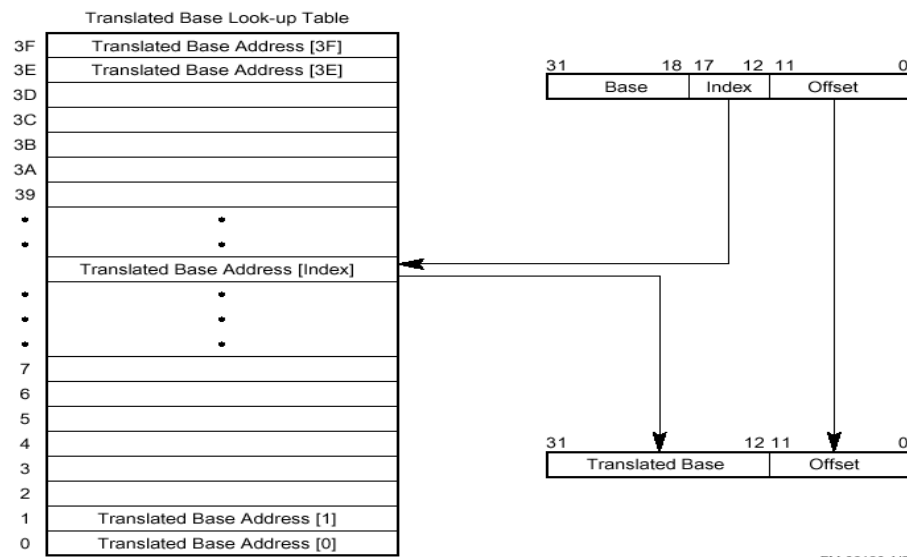 Translated Base Look-up Table
3F Translated Base Address [3F]
3E Translated Base Address [3E]
3D
3C
3B
3A
39
Translated Base Address [Index]
7
6
5
4
3
2
1 Translated Base Address [1]
0 Translated Base Address [0]
31 18 17 12 11 0
Base Index Offset
31 12 11 0
Translated Base Offset